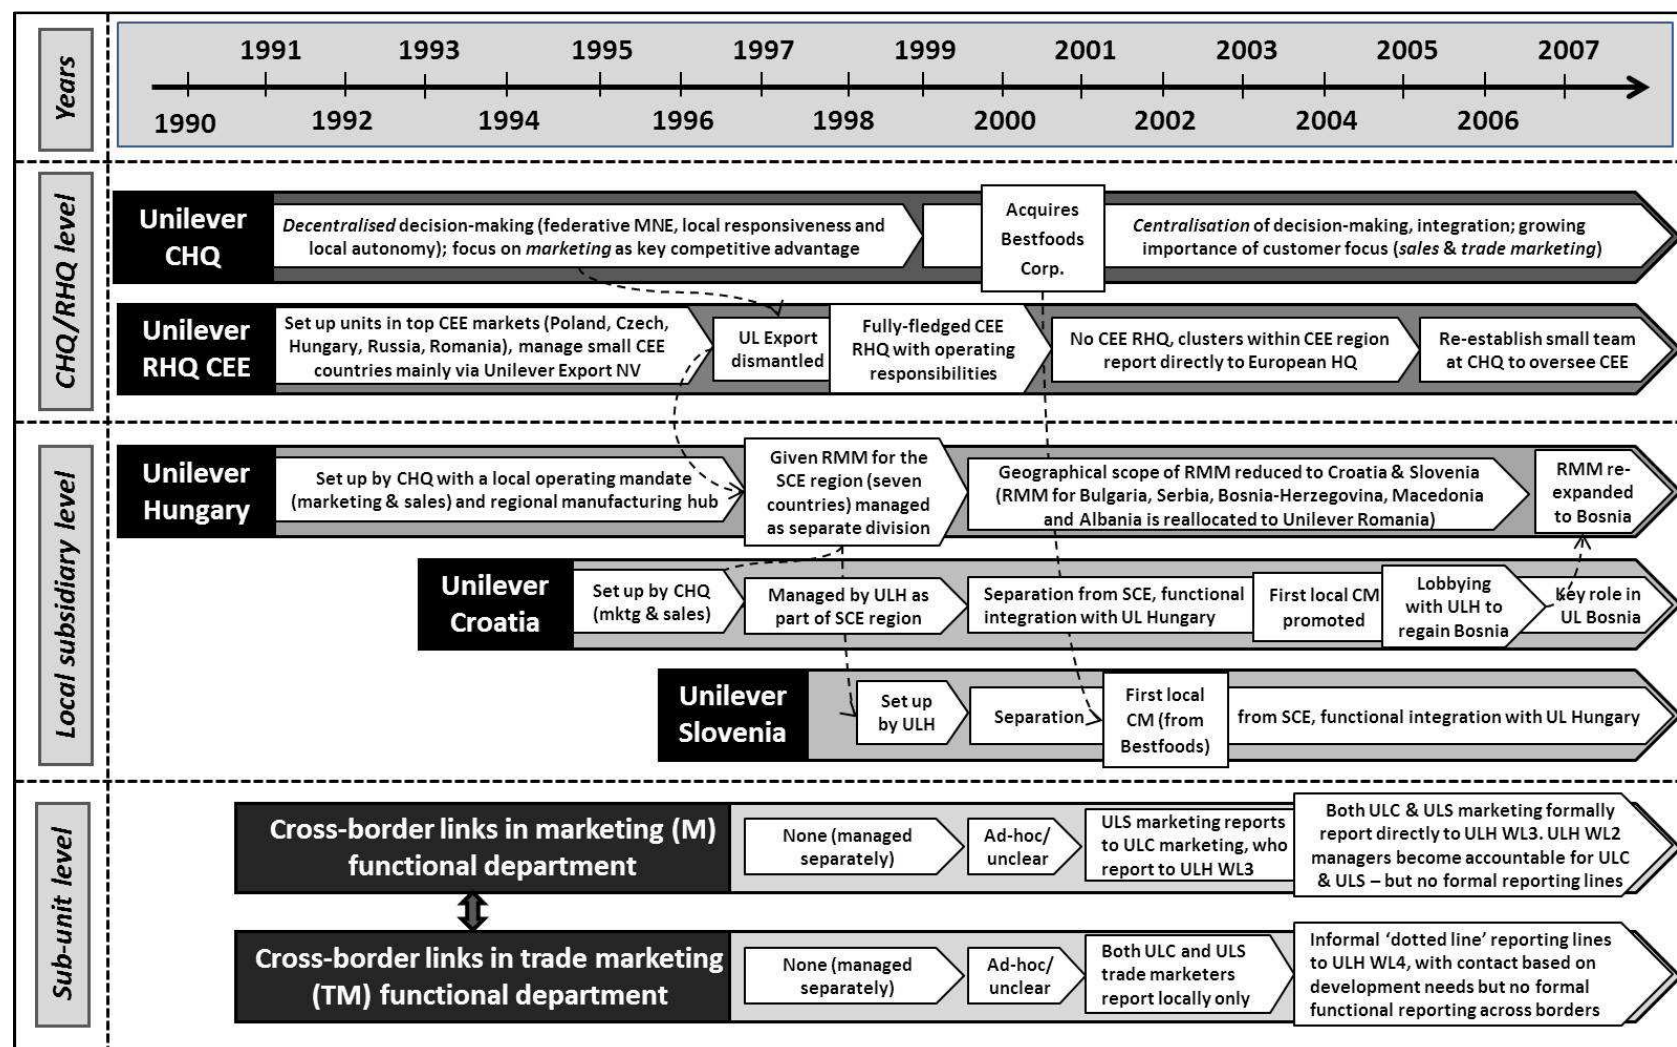 Years
1991 1993 1995 1997 1999 2001 2003 2005 2007
1990 1992 1994 1996 1998 2000 2002 2004 2006
CHQ/RHQ level
Unilever
CHQ
Decentralised decision-making (federative MNE, local responsiveness and
local autonomy); focus on marketing as key competitive advantage
Acquires
Bestfoods
Corp.
Centralisation of decision-making, integration; growing
importance of customer focus (sales & trade marketing)
Unilever
RHQ CEE
Set up units in top CEE markets (Poland, Czech,
Hungary, Russia, Romania), manage small CEE
countries mainly via Unilever Export NV
UL Export
dismantled
Fully-fledged CEE
RHQ with operating
responsibilities
No CEE RHQ, clusters within CEE region
report directly to European HQ
Re-establish small team
at CHQ to oversee CEE
Local subsidiary level
Unilever
Hungary
Set up by CHQ with a local operating mandate
(marketing & sales) and regional manufacturing hub
Given RMM for the
SCE region (seven
countries) managed
as separate division
Geographical scope of RMM reduced to Croatia & Slovenia
(RMM for Bulgaria, Serbia, Bosnia-Herzegovina, Macedonia
and Albania is reallocated to Unilever Romania)
RMM re-
expanded
to Bosnia
Unilever
Croatia
Set up by CHQ
(mktg & sales)
Managed by ULH as
part of SCE region
Separation from SCE, functional
integration with UL Hungary
First local CM
promoted
Lobbying
with ULH to
regain Bosnia
Key role in
UL Bosnia
Unilever
Slovenia
Set up
by ULH
Separation
First local
CM (from
Bestfoods)
from SCE, functional integration with UL Hungary
Sub-unit level
Cross-border links in marketing (M)
functional department
None (managed
separately)
Ad-hoc/
unclear
ULS marketing reports
to ULC marketing, who
report to ULH WL3
Both ULC & ULS marketing formally
report directly to ULH WL3. ULH WL2
managers become accountable for ULC
& ULS – but no formal reporting lines
Cross-border links in trade marketing
(TM) functional department
None (managed
separately)
Ad-hoc/
unclear
Both ULC and ULS
trade marketers
report locally only
Informal ‘dotted line’ reporting lines
to ULH WL4, with contact based on
development needs but no formal
functional reporting across borders